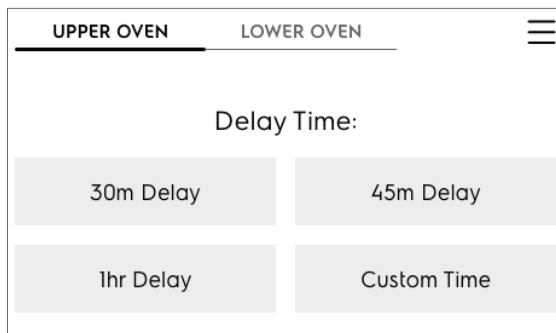 UPPER OVEN LOWER OVEN
Delay Time:
30m Delay 45m Delay
1hr Delay Custom Time